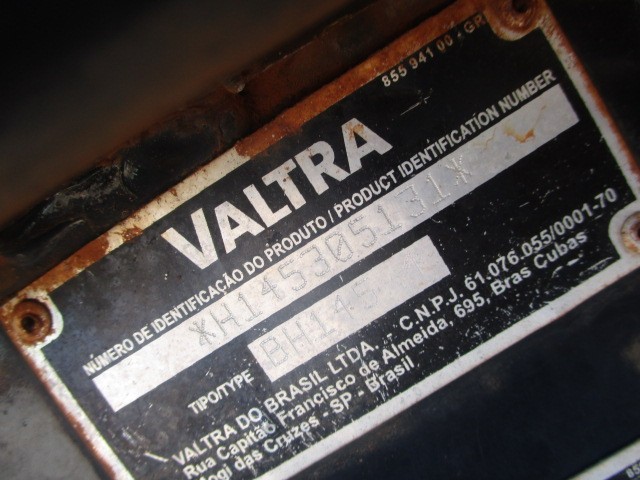 855 941 00 - GR
VALTRA
NÚMERO DE IDENTIFICAÇÃO DO PRODUTO / PRODUCT IDENTIFICATION NUMBER
*H145305131*
TIPO/TYPE BH145
VALTRA DO BRASIL LTDA. - C.N.P.J. 61.076.055/0001-70
Rua Capitão Francisco de Almeida, 695, Bras Cubas
Mogi das Cruzes - SP - Brasil